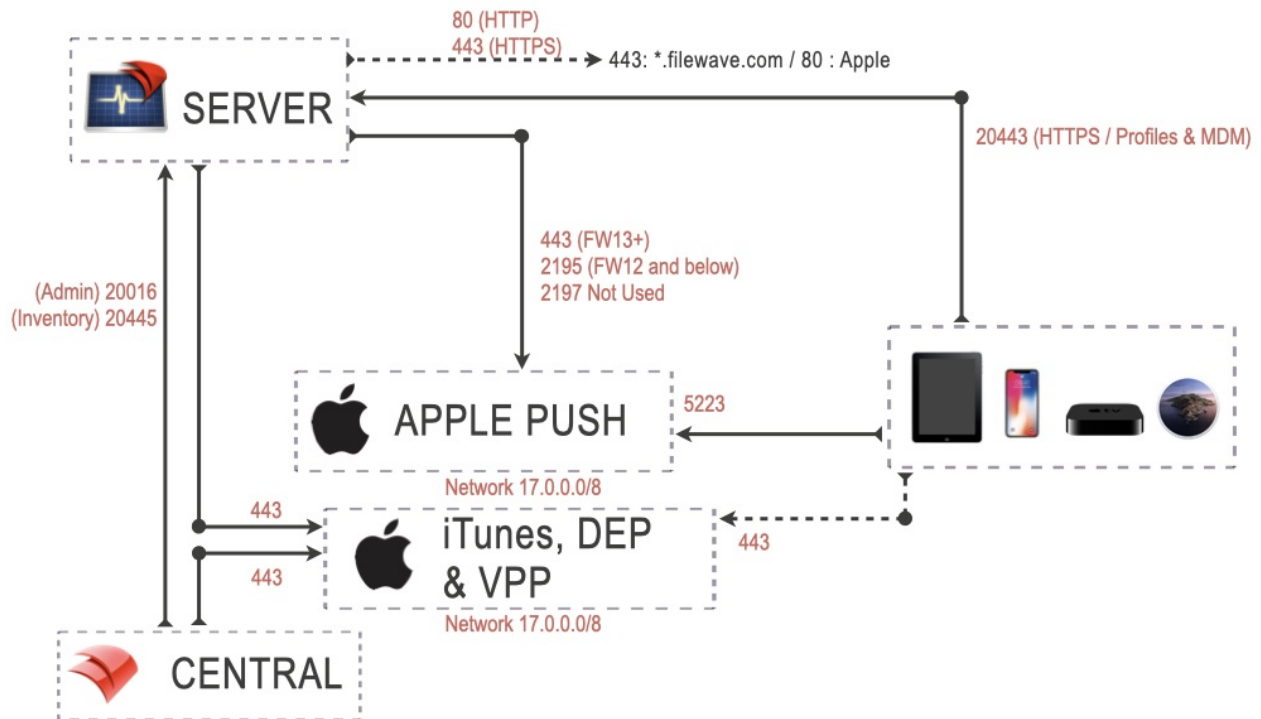 80 (HTTP)
443 (HTTPS)
443: *.filewave.com / 80 : Apple
SERVER
20443 (HTTPS / Profiles & MDM)
443 (FW13+)
2195 (FW12 and below)
2197 Not Used
(Admin) 20016
(Inventory) 20445
APPLE PUSH
5223
tv
Network 17.0.0.0/8
443
iTunes, DEP
& VPP
443
443
Network 17.0.0.0/8
CENTRAL